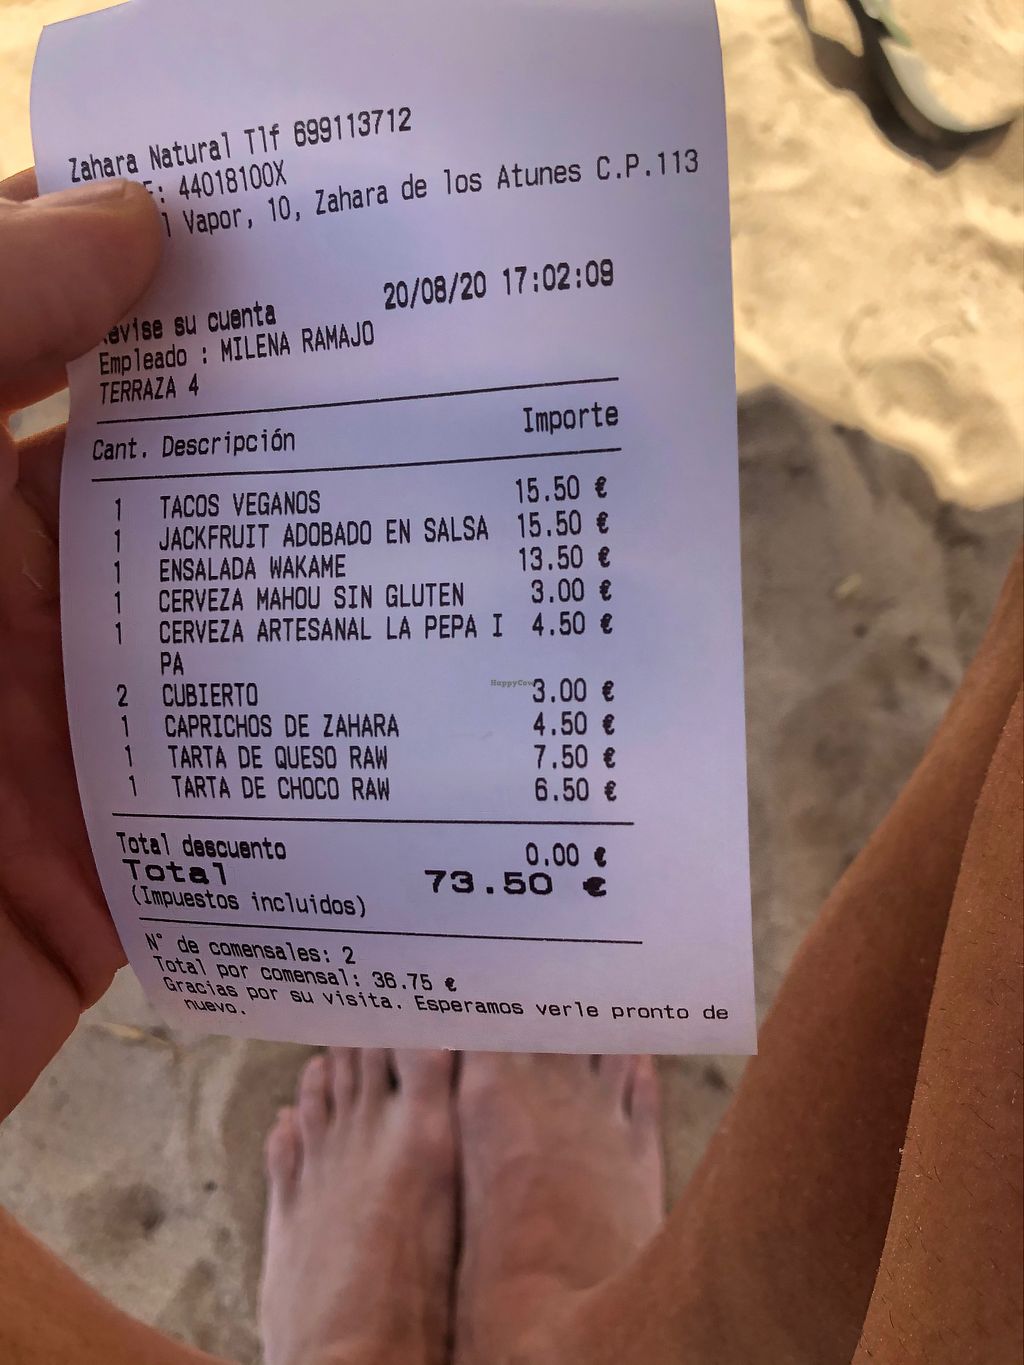 Zahara Natural Tlf 699113712
: 44018100X
Vapor, 10, Zahara de los Atunes C.P.113
20/08/20 17:02:09
su cuenta
Empleado : MILENA RAMAJO
TERRAZA 4
Cant. Descripción Importe
1 TACOS VEGANOS 15.50 €
1 JACKFRUIT ADOBADO EN SALSA 15.50 €
1 ENSALADA WAKAME 13.50 €
1 CERVEZA MAHOU SIN GLUTEN 3.00 €
1 CERVEZA ARTESANAL LA PEPA I 4.50 €
PA
2 CUBIERTO 3.00 €
1 CAPRICHOS DE ZAHARA 4.50 €
1 TARTA DE QUESO RAW 7.50 €
1 TARTA DE CHOCO RAW 6.50 €
Total descuento 0.00 €
Total 73.50 €
(Impuestos incluidos)
N° de comensales: 2
Total por comensal: 36.75 €
Gracias por su visita. Esperamos verle pronto de
nuevo.
HappyCow